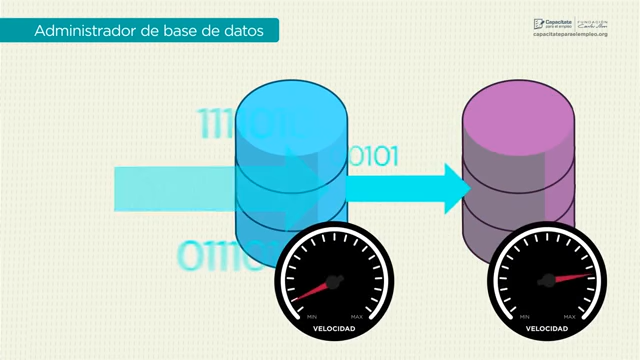 Administrador de base de datos
Capacítate
para el empleo
FUNDACIÓN
Carlos Slim
capacitateparaelempleo.org
0101
MIN
MAX
VELOCIDAD
MIN
MAX
VELOCIDAD